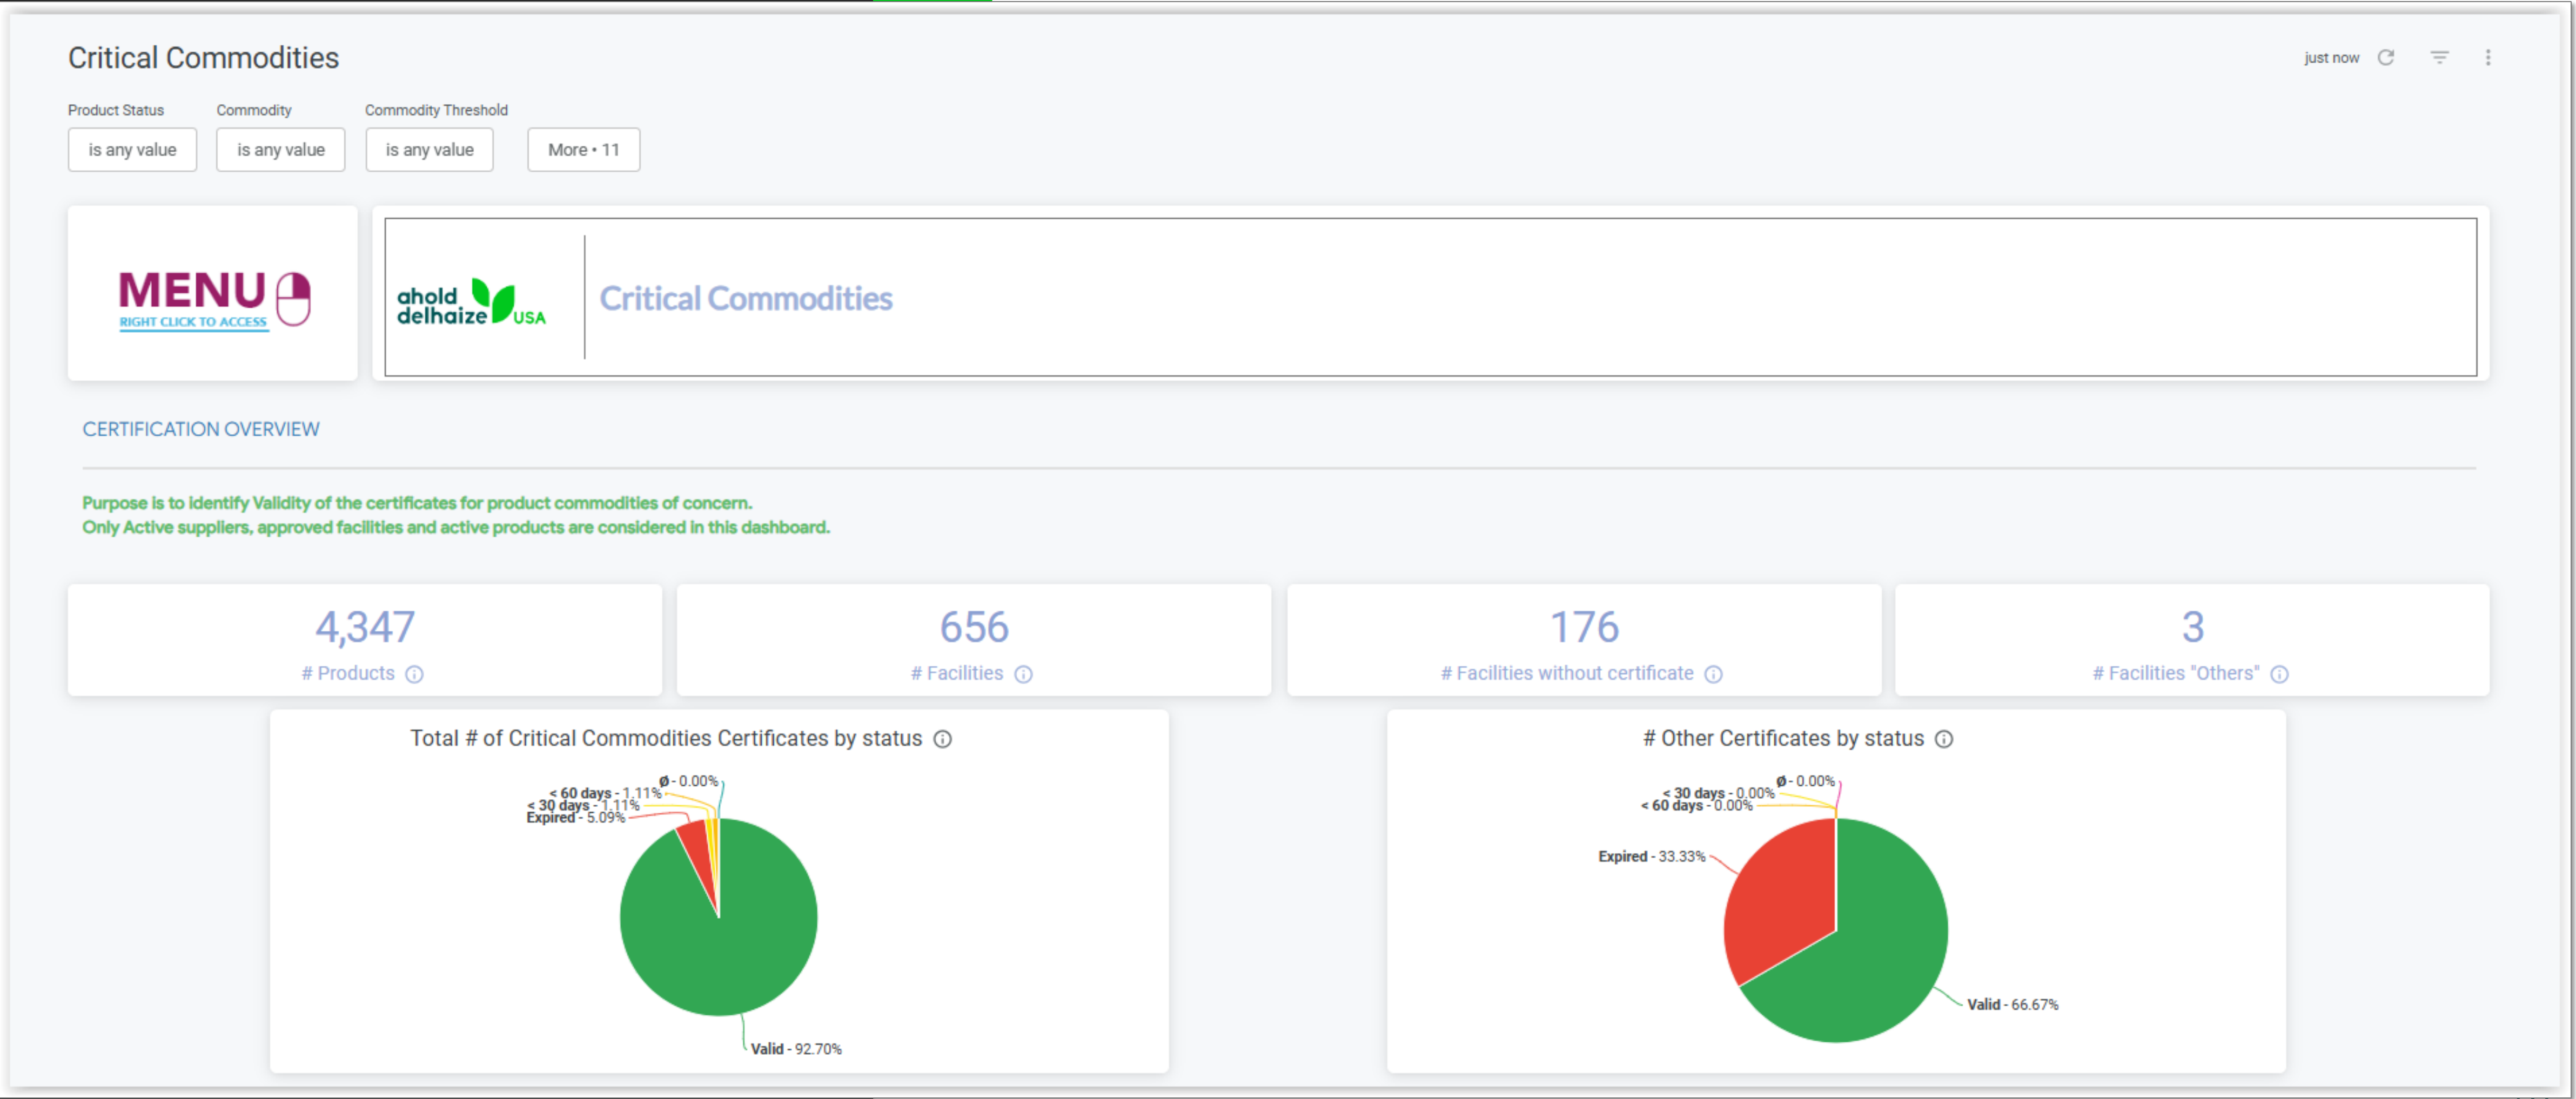 Critical Commodities
just now
Product Status
Commodity
Commodity Threshold
is any value
is any value
is any value
More • 11
MENU
RIGHT CLICK TO ACCESS
ahold
delhaize USA
Critical Commodities
CERTIFICATION OVERVIEW
Purpose is to identify Validity of the certificates for product commodities of concern.
Only Active suppliers, approved facilities and active products are considered in this dashboard.
4,347
# Products
656
# Facilities
176
# Facilities without certificate
3
# Facilities "Others"
Total # of Critical Commodities Certificates by status
ø - 0.00%
< 60 days - 1.11%
< 30 days - 1.11%
Expired - 5.09%
Valid - 92.70%
# Other Certificates by status
ø - 0.00%
< 30 days - 0.00%
< 60 days - 0.00%
Expired - 33.33%
Valid - 66.67%